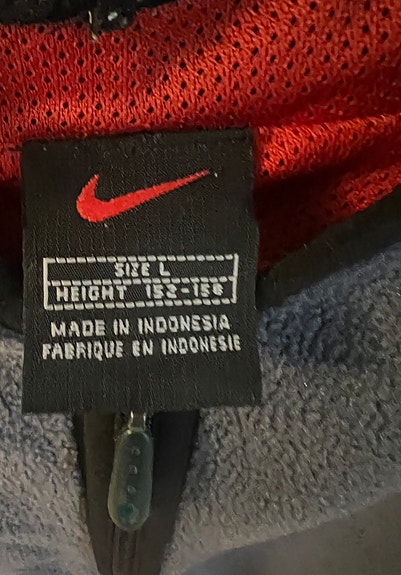 SIZE L
HEIGHT 152-158
MADE IN INDONESIA
FABRIQUE EN INDONESIE